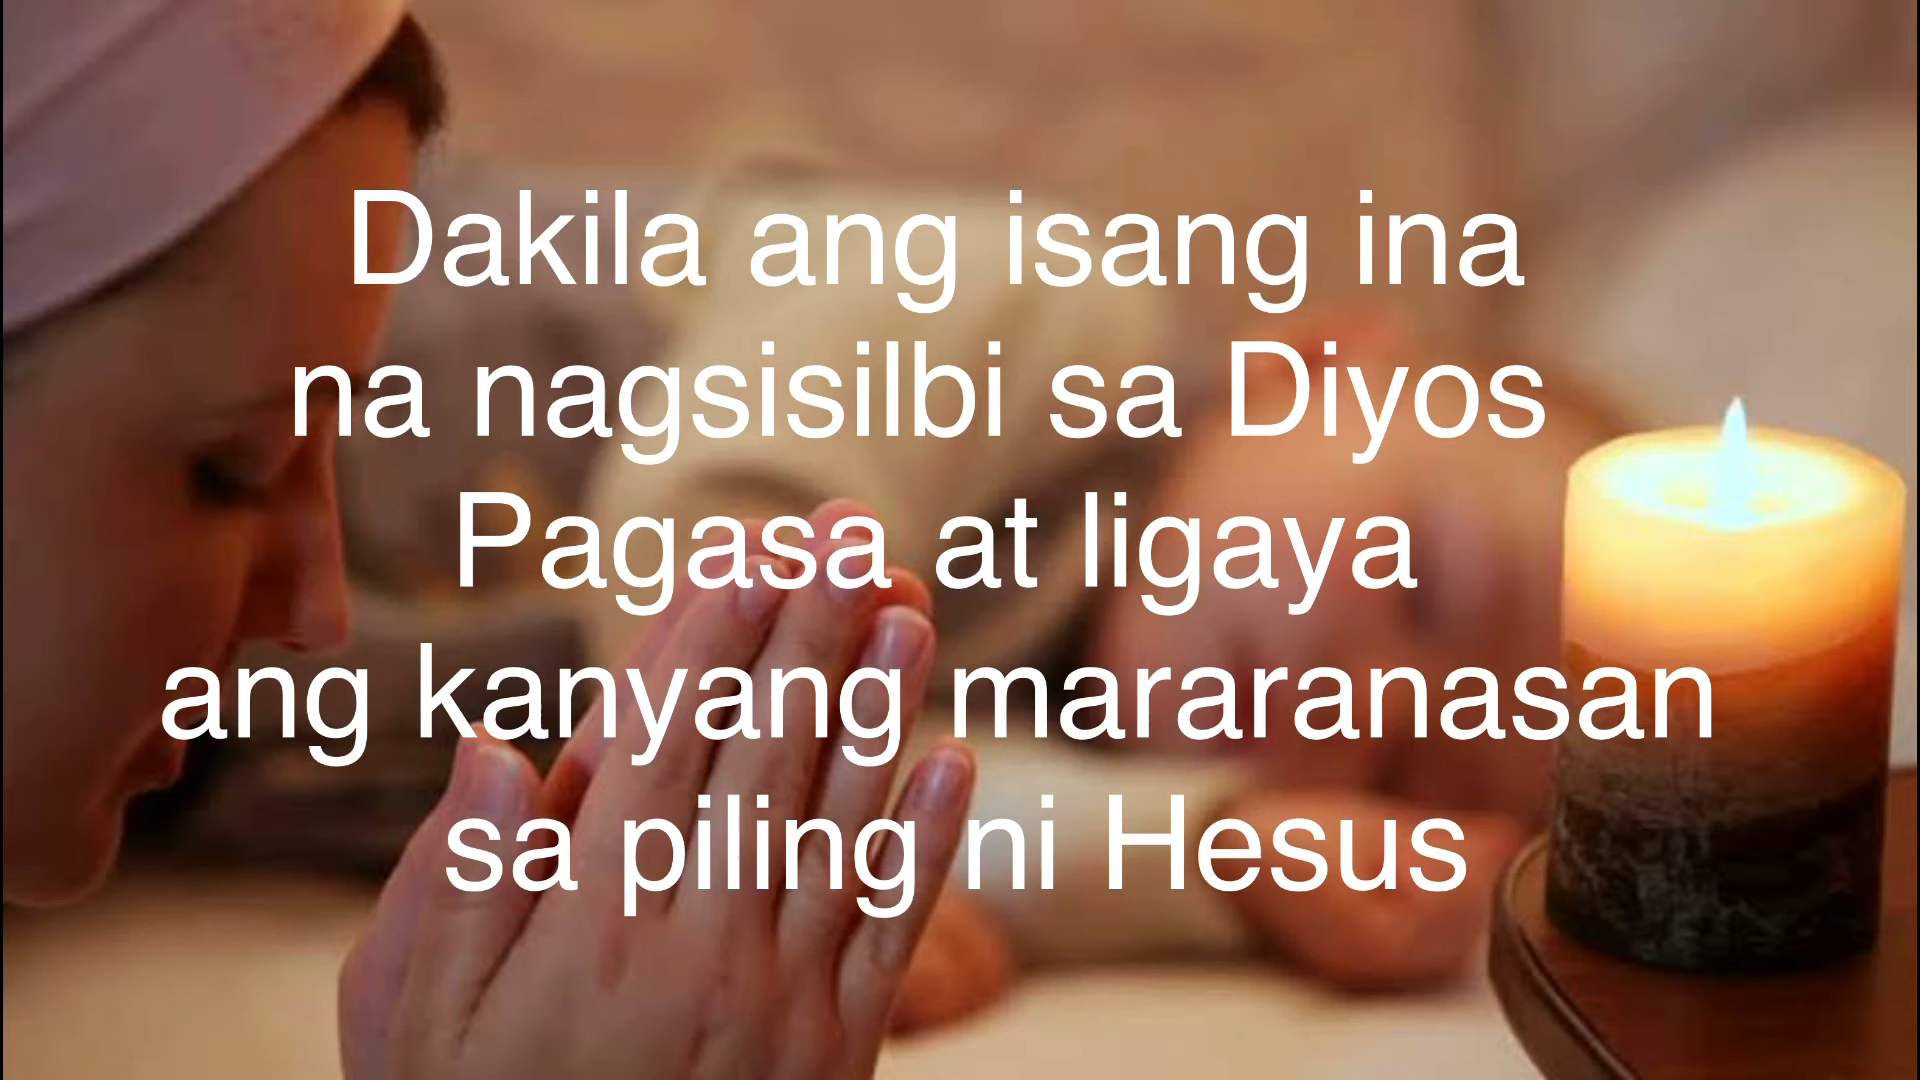 Dakila ang isang ina
na nagsisilbi sa Diyos
Pagasa at ligaya
ang kanyang mararanasan
sa piling ni Hesus